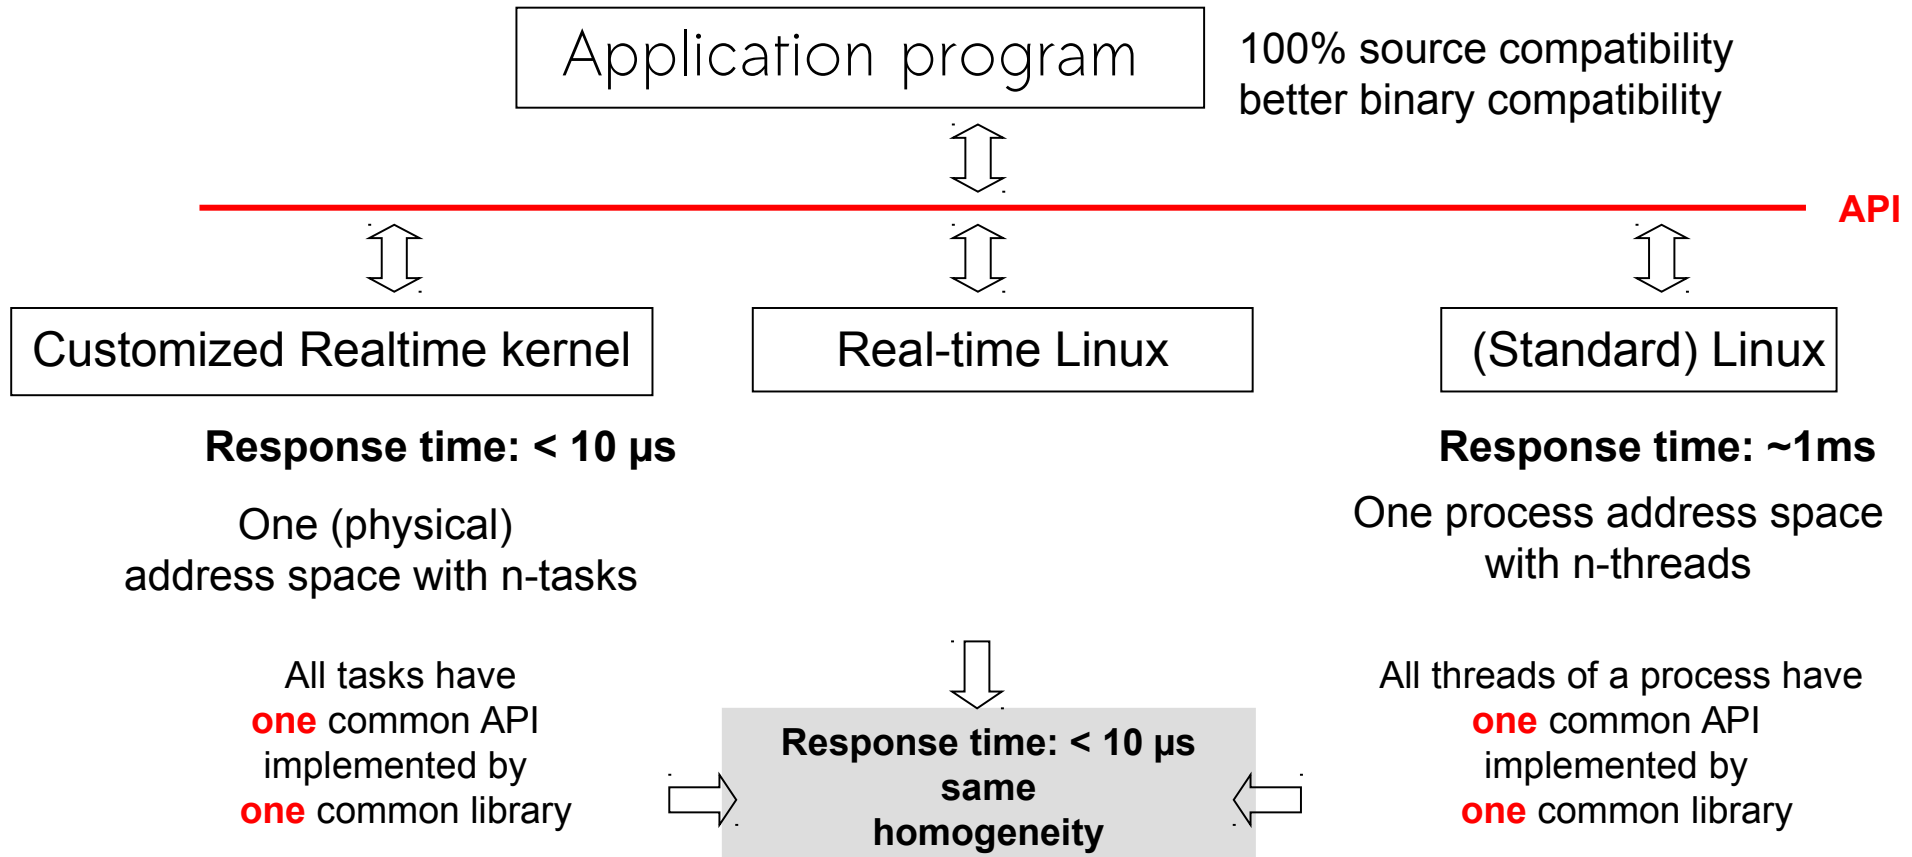 Application program
100% source compatibility
better binary compatibility
API
Customized Realtime kernel
Real-time Linux
(Standard) Linux
Response time: < 10 µs
One (physical)
address space with n-tasks
All tasks have
one common API
implemented by
one common library
Response time: < 10 µs
same
homogeneity
Response time: ~1ms
One process address space
with n-threads
All threads of a process have
one common API
implemented by
one common library